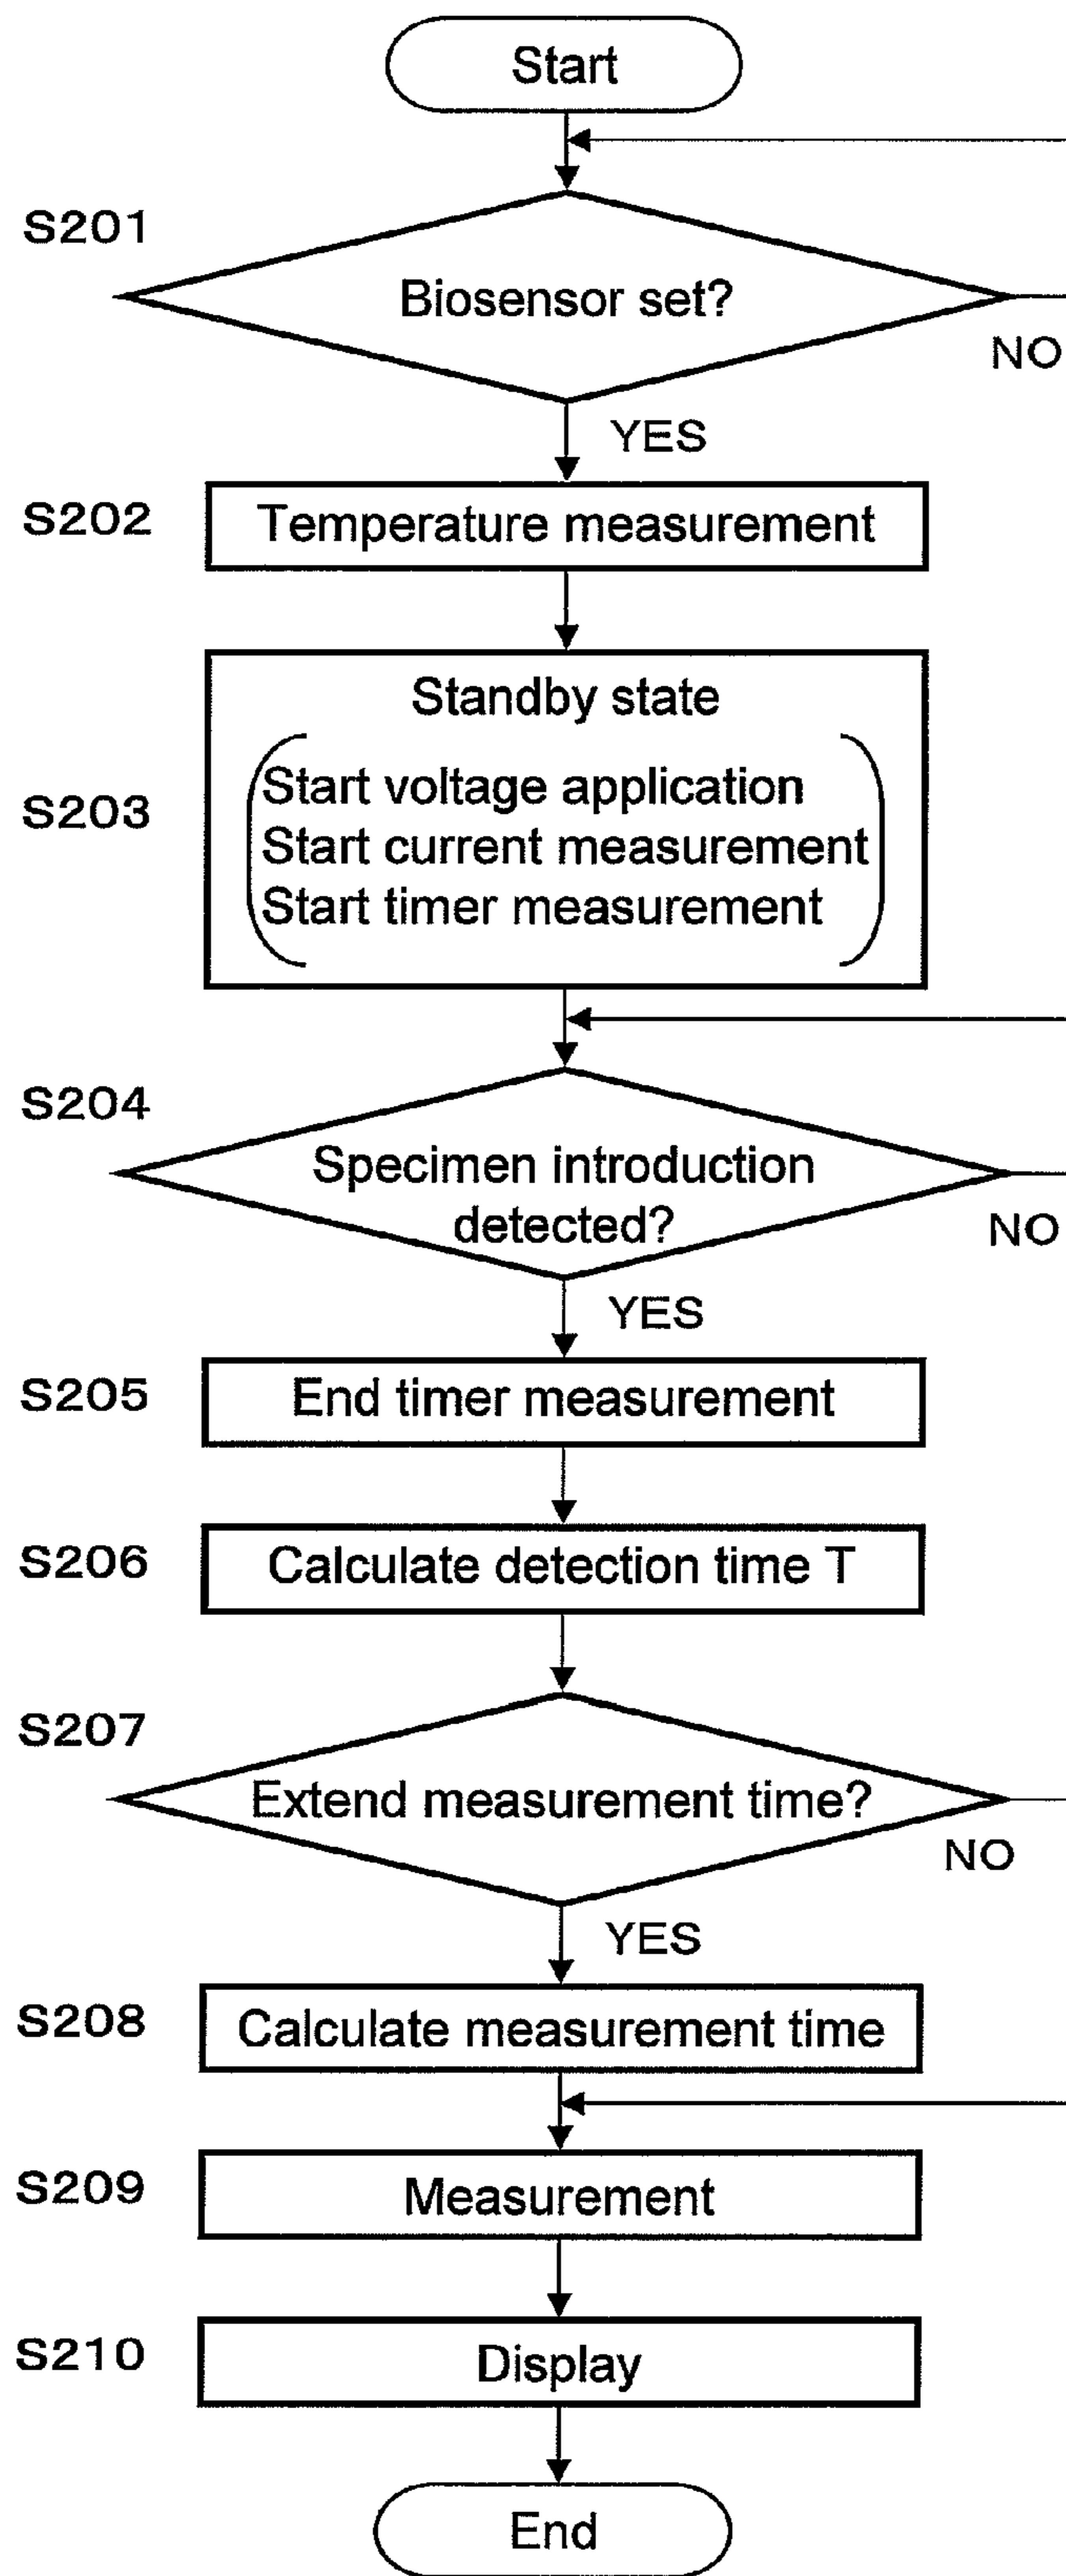 Start
S201
Biosensor set?
NO
YES
S202
Temperature measurement
Standby state
S203
Start voltage application
Start current measurement
Start timer measurement
S204
Specimen introduction
detected?
NO
YES
S205
End timer measurement
S206
Calculate detection time T
S207
Extend measurement time?
NO
YES
S208
Calculate measurement time
S209
Measurement
S210
Display
End